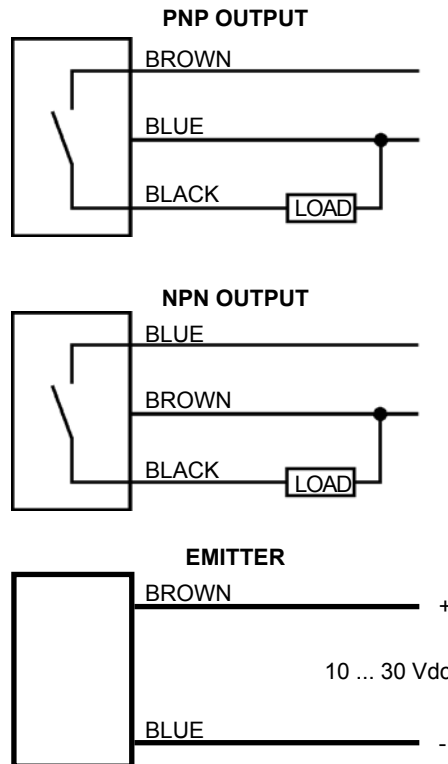 PNP OUTPUT
BROWN
BLUE
BLACK
LOAD
NPN OUTPUT
BLUE
BROWN
BLACK
LOAD
EMITTER
BROWN
+
10 ... 30 Vdc
BLUE
-